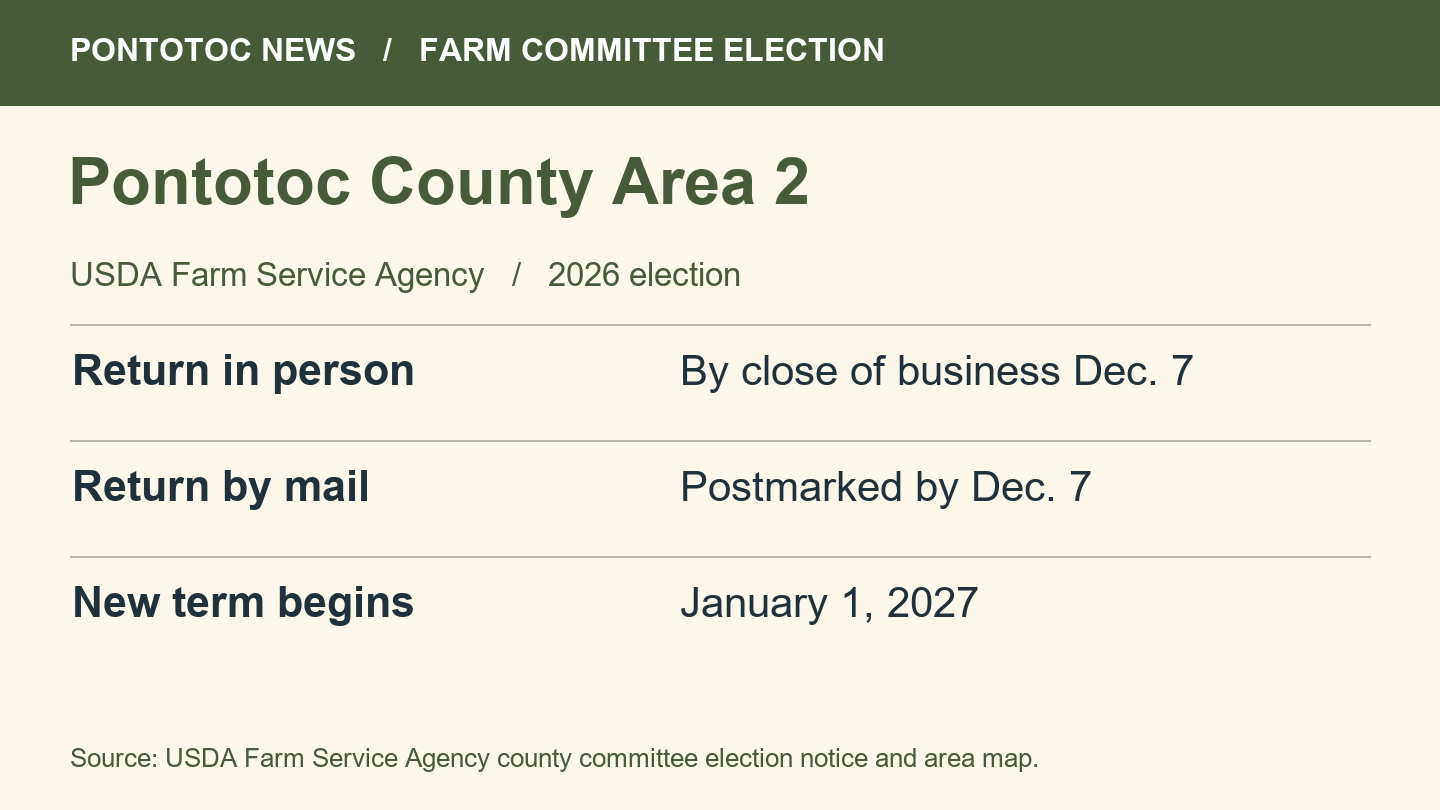 PONTOTOC NEWS / FARM COMMITTEE ELECTION
Pontotoc County Area 2
USDA Farm Service Agency / 2026 election
Return in person By close of business Dec. 7
Return by mail Postmarked by Dec. 7
New term begins January 1, 2027
Source: USDA Farm Service Agency county committee election notice and area map.